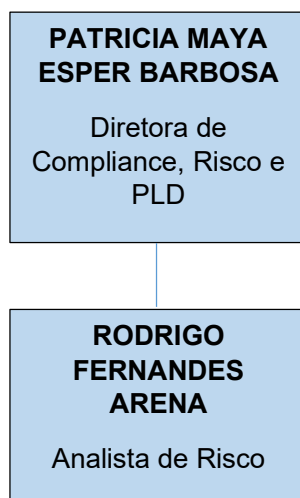 PATRICIA MAYA
ESPER BARBOSA
Diretora de
Compliance, Risco e
PLD
RODRIGO
FERNANDES
ARENA
Analista de Risco